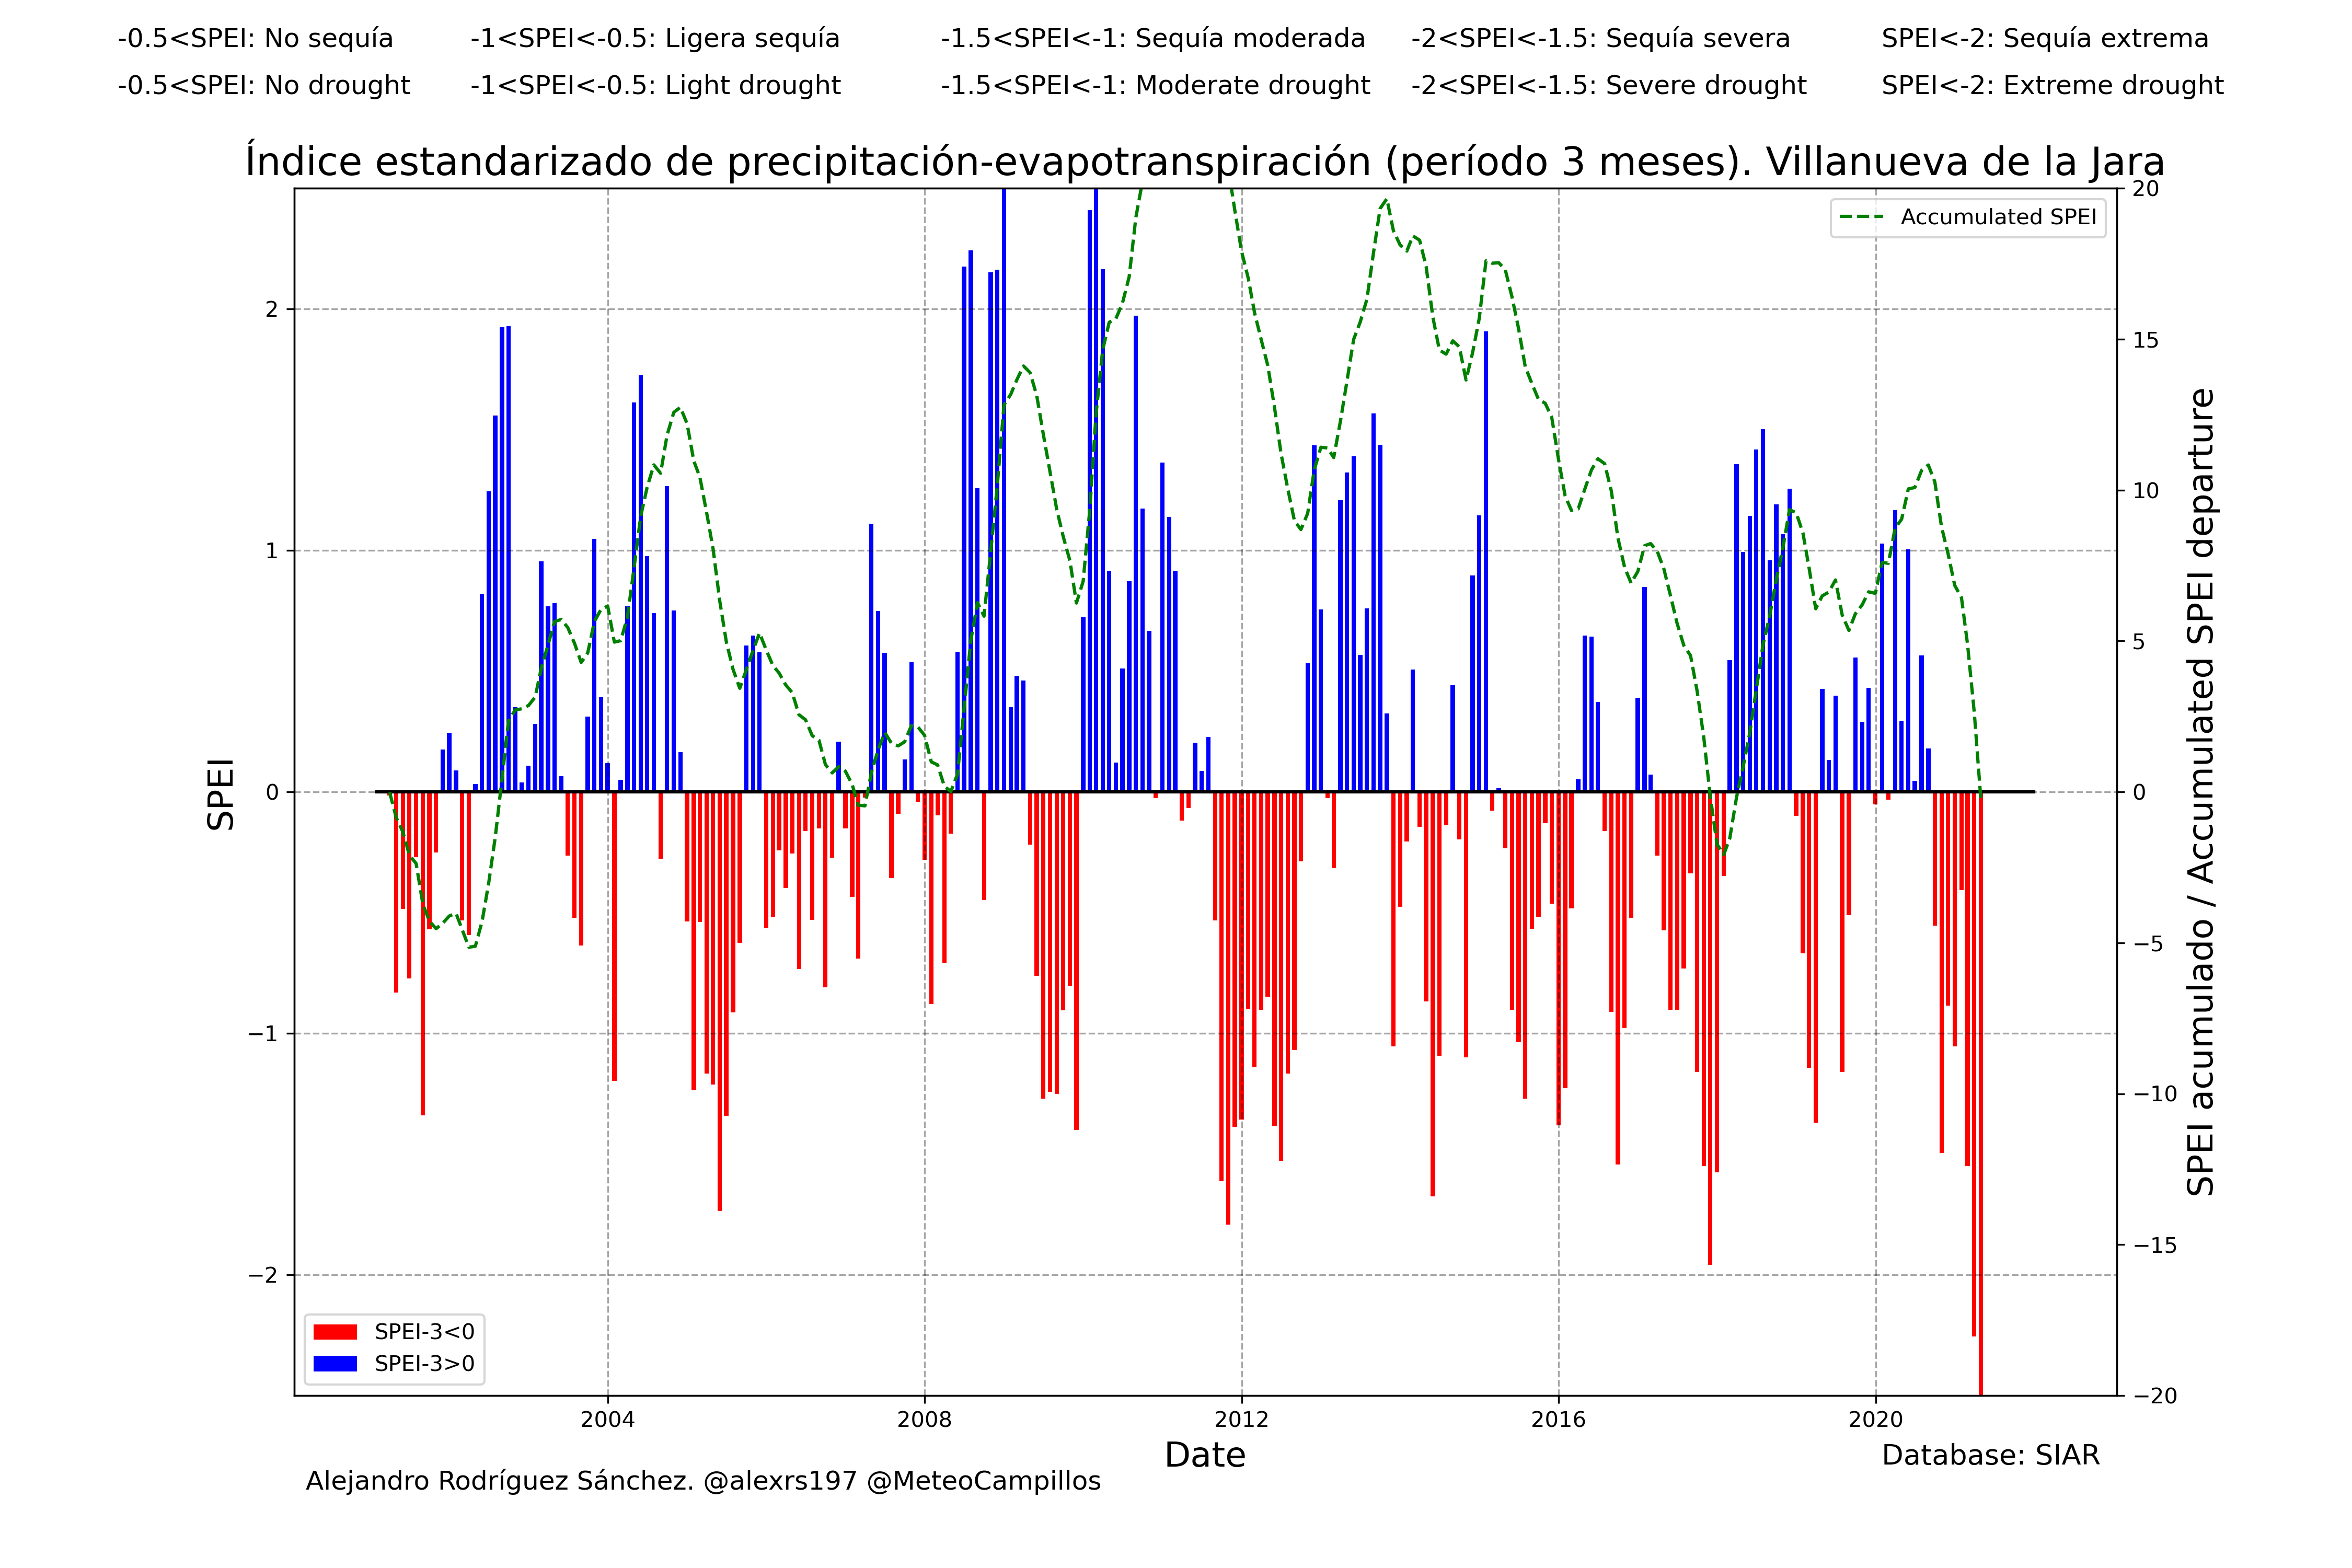 -0.5<SPEI: No sequía -1<SPEI<-0.5: Ligera sequía -1.5<SPEI<-1: Sequía moderada -2<SPEI<-1.5: Sequía severa SPEI<-2: Sequía extrema
-0.5<SPEI: No drought -1<SPEI<-0.5: Light drought -1.5<SPEI<-1: Moderate drought -2<SPEI<-1.5: Severe drought SPEI<-2: Extreme drought
Índice estandarizado de precipitación-evapotranspiración (período 3 meses). Villanueva de la Jara
Accumulated SPEI
SPEI
2
1
0
−1
−2
20
15
10
5
0
−5
−10
−15
−20
SPEI acumulado / Accumulated SPEI departure
SPEI-3<0
SPEI-3>0
2004 2008 2012 2016 2020
Date
Database: SIAR
Alejandro Rodríguez Sánchez. @alexrs197 @MeteoCampillos